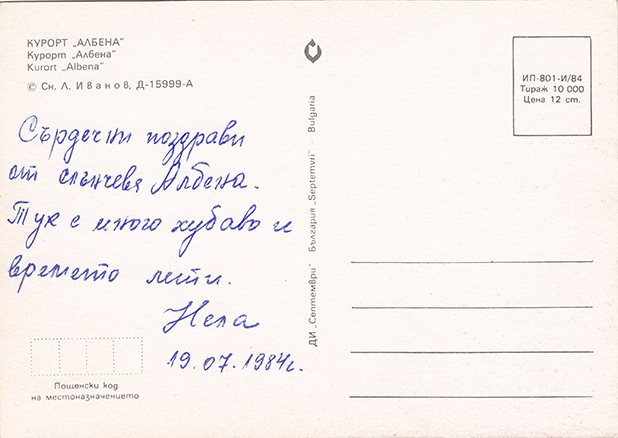 КУРОРТ „АЛБЕНА“
Курорт „Албена“
Kurort „Albena“
© Сн. Л. Иванов, Д-15999-А
ИП-801-И/84
Тираж 10 000
Цена 12 ст.
Сърдечни поздрави
от слънчева Албена.
Тук е много хубаво и
времето лети.
Нела
19.07.1984г.
Пощенски код
на местоназначението
ДИ „Септември“ България „Septemvri“ Bulgaria